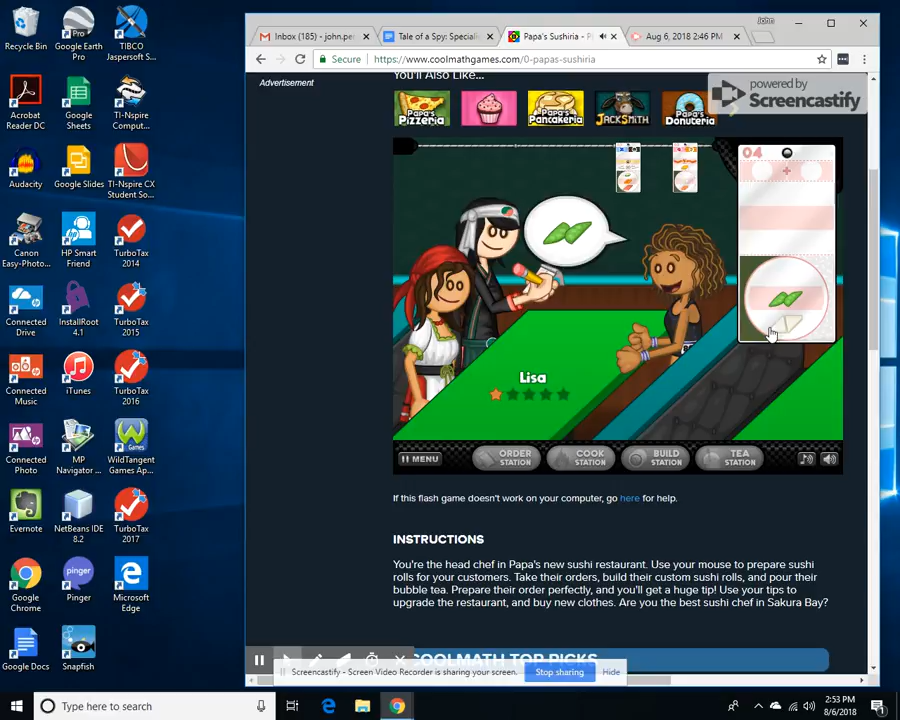 Recycle Bin
Google Earth Pro
TIBCO Jaspersoft S...
Acrobat Reader DC
Google Sheets
TI-Nspire Comput...
Audacity
Google Slides
TI-Nspire CX Student So...
Canon Easy-Photo...
HP Smart Friend
TurboTax 2014
Connected Drive
InstallRoot 4.1
TurboTax 2015
Connected Music
iTunes
TurboTax 2016
Connected Photo
MP Navigator ...
WildTangent Games Ap...
Evernote
NetBeans IDE 8.2
TurboTax 2017
Google Chrome
Pinger
Microsoft Edge
Google Docs
Snapfish
Inbox (185) - john.pe
Tale of a Spy: Speciali
Papa's Sushiria - P
Aug 6, 2018 2:46 PM
John
Secure
https://www.coolmathgames.com/0-papas-sushiria
Advertisement
You'll Also Like...
powered by
Screencastify
Papa's Pizzeria
Papa's Pancakeria
JACKSMITH
Papa's Donuteria
04
Lisa
MENU
ORDER STATION
COOK STATION
BUILD STATION
TEA STATION
If this flash game doesn't work on your computer, go here for help.
INSTRUCTIONS
You're the head chef in Papa's new sushi restaurant. Use your mouse to prepare sushi
rolls for your customers. Take their orders, build their custom sushi rolls, and pour their
bubble tea. Prepare their order perfectly, and you'll get a huge tip! Use your tips to
upgrade the restaurant, and buy new clothes. Are you the best sushi chef in Sakura Bay?
COOLMATH TOP PICKS
Screencastify - Screen Video Recorder is sharing your screen.
Stop sharing
Hide
Type here to search
2:53 PM
8/6/2018